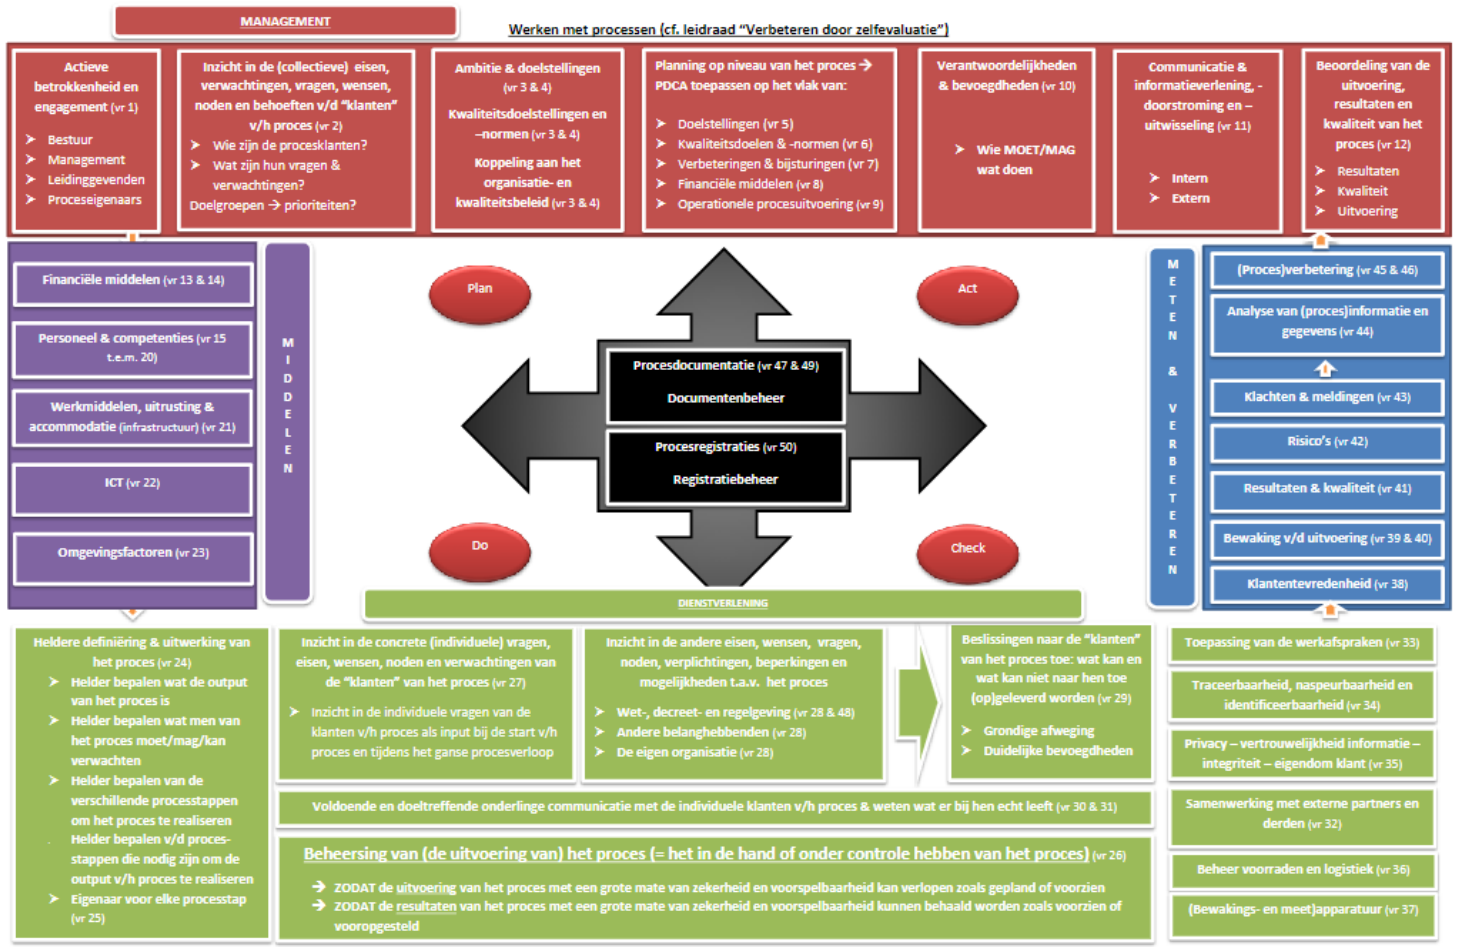 MANAGEMENT
Werken met processen (cf. leidraad “Verbeteren door zelfevaluatie”)
Actieve
betrokkenheid en
engagement (vr 1)
➢ Bestuur
➢ Management
➢ Leidinggevenden
➢ Proceseigenaars
Inzicht in de (collectieve) eisen,
verwachtingen, vragen, wensen,
noden en behoeften v/d “klanten”
v/h proces (vr 2)
➢ Wie zijn de procesklanten?
➢ Wat zijn hun vragen &
verwachtingen?
Doelgroepen → prioriteiten?
Ambitie & doelstellingen
(vr 3 & 4)
Kwaliteitsdoelstellingen en
–normen (vr 3 & 4)
Koppeling aan het
organisatie- en
kwaliteitsbeleid (vr 3 & 4)
Planning op niveau van het proces →
PDCA toepassen op het vlak van:
➢ Doelstellingen (vr 5)
➢ Kwaliteitsdoelen & -normen (vr 6)
➢ Verbeteringen & bijsturingen (vr 7)
➢ Financiële middelen (vr 8)
➢ Operationele procesuitvoering (vr 9)
Verantwoordelijkheden
& bevoegdheden (vr 10)
➢ Wie MOET/MAG
wat doen
Communicatie &
informatieverlening, -
doorstroming en –
uitwisseling (vr 11)
➢ Intern
➢ Extern
Beoordeling van de
uitvoering,
resultaten en
kwaliteit van het
proces (vr 12)
➢ Resultaten
➢ Kwaliteit
➢ Uitvoering
Financiële middelen (vr 13 & 14)
Personeel & competenties (vr 15
t.e.m. 20)
Werkmiddelen, uitrusting &
accommodatie (infrastructuur) (vr 21)
ICT (vr 22)
Omgevingsfactoren (vr 23)
MIDDELEN
Plan
Act
Procesdocumentatie (vr 47 & 49)
Documentenbeheer
Procesregistraties (vr 50)
Registratiebeheer
Do
Check
METEN & VERBETEREN
(Proces)verbetering (vr 45 & 46)
Analyse van (proces)informatie en
gegevens (vr 44)
Klachten & meldingen (vr 43)
Risico’s (vr 42)
Resultaten & kwaliteit (vr 41)
Bewaking v/d uitvoering (vr 39 & 40)
Klantentevredenheid (vr 38)
DIENSTVERLENING
Heldere definiëring & uitwerking van
het proces (vr 24)
➢ Helder bepalen wat de output
van het proces is
➢ Helder bepalen wat men van
het proces moet/mag/kan
verwachten
➢ Helder bepalen van de
verschillende processtappen
om het proces te realiseren
. Helder bepalen v/d proces-
stappen die nodig zijn om de
output v/h proces te realiseren
➢ Eigenaar voor elke processtap
(vr 25)
Inzicht in de concrete (individuele) vragen,
eisen, wensen, noden en verwachtingen van
de “klanten” van het proces (vr 27)
➢ Inzicht in de individuele vragen van de
klanten v/h proces als input bij de start v/h
proces en tijdens het ganse procesverloop
Inzicht in de andere eisen, wensen, vragen,
noden, verplichtingen, beperkingen en
mogelijkheden t.a.v. het proces
➢ Wet-, decreet- en regelgeving (vr 28 & 48)
➢ Andere belanghebbenden (vr 28)
➢ De eigen organisatie (vr 28)
Beslissingen naar de “klanten”
van het proces toe: wat kan en
wat kan niet naar hen toe
(op)geleverd worden (vr 29)
➢ Grondige afweging
➢ Duidelijke bevoegdheden
Voldoende en doeltreffende onderlinge communicatie met de individuele klanten v/h proces & weten wat er bij hen echt leeft (vr 30 & 31)
Beheersing van (de uitvoering van) het proces (= het in de hand of onder controle hebben van het proces) (vr 26)
→ ZODAT de uitvoering van het proces met een grote mate van zekerheid en voorspelbaarheid kan verlopen zoals gepland of voorzien
→ ZODAT de resultaten van het proces met een grote mate van zekerheid en voorspelbaarheid kunnen behaald worden zoals voorzien of
vooropgesteld
Toepassing van de werkafspraken (vr 33)
Traceerbaarheid, naspeurbaarheid en
identificeerbaarheid (vr 34)
Privacy – vertrouwelijkheid informatie –
integriteit – eigendom klant (vr 35)
Samenwerking met externe partners en
derden (vr 32)
Beheer voorraden en logistiek (vr 36)
(Bewakings- en meet)apparatuur (vr 37)